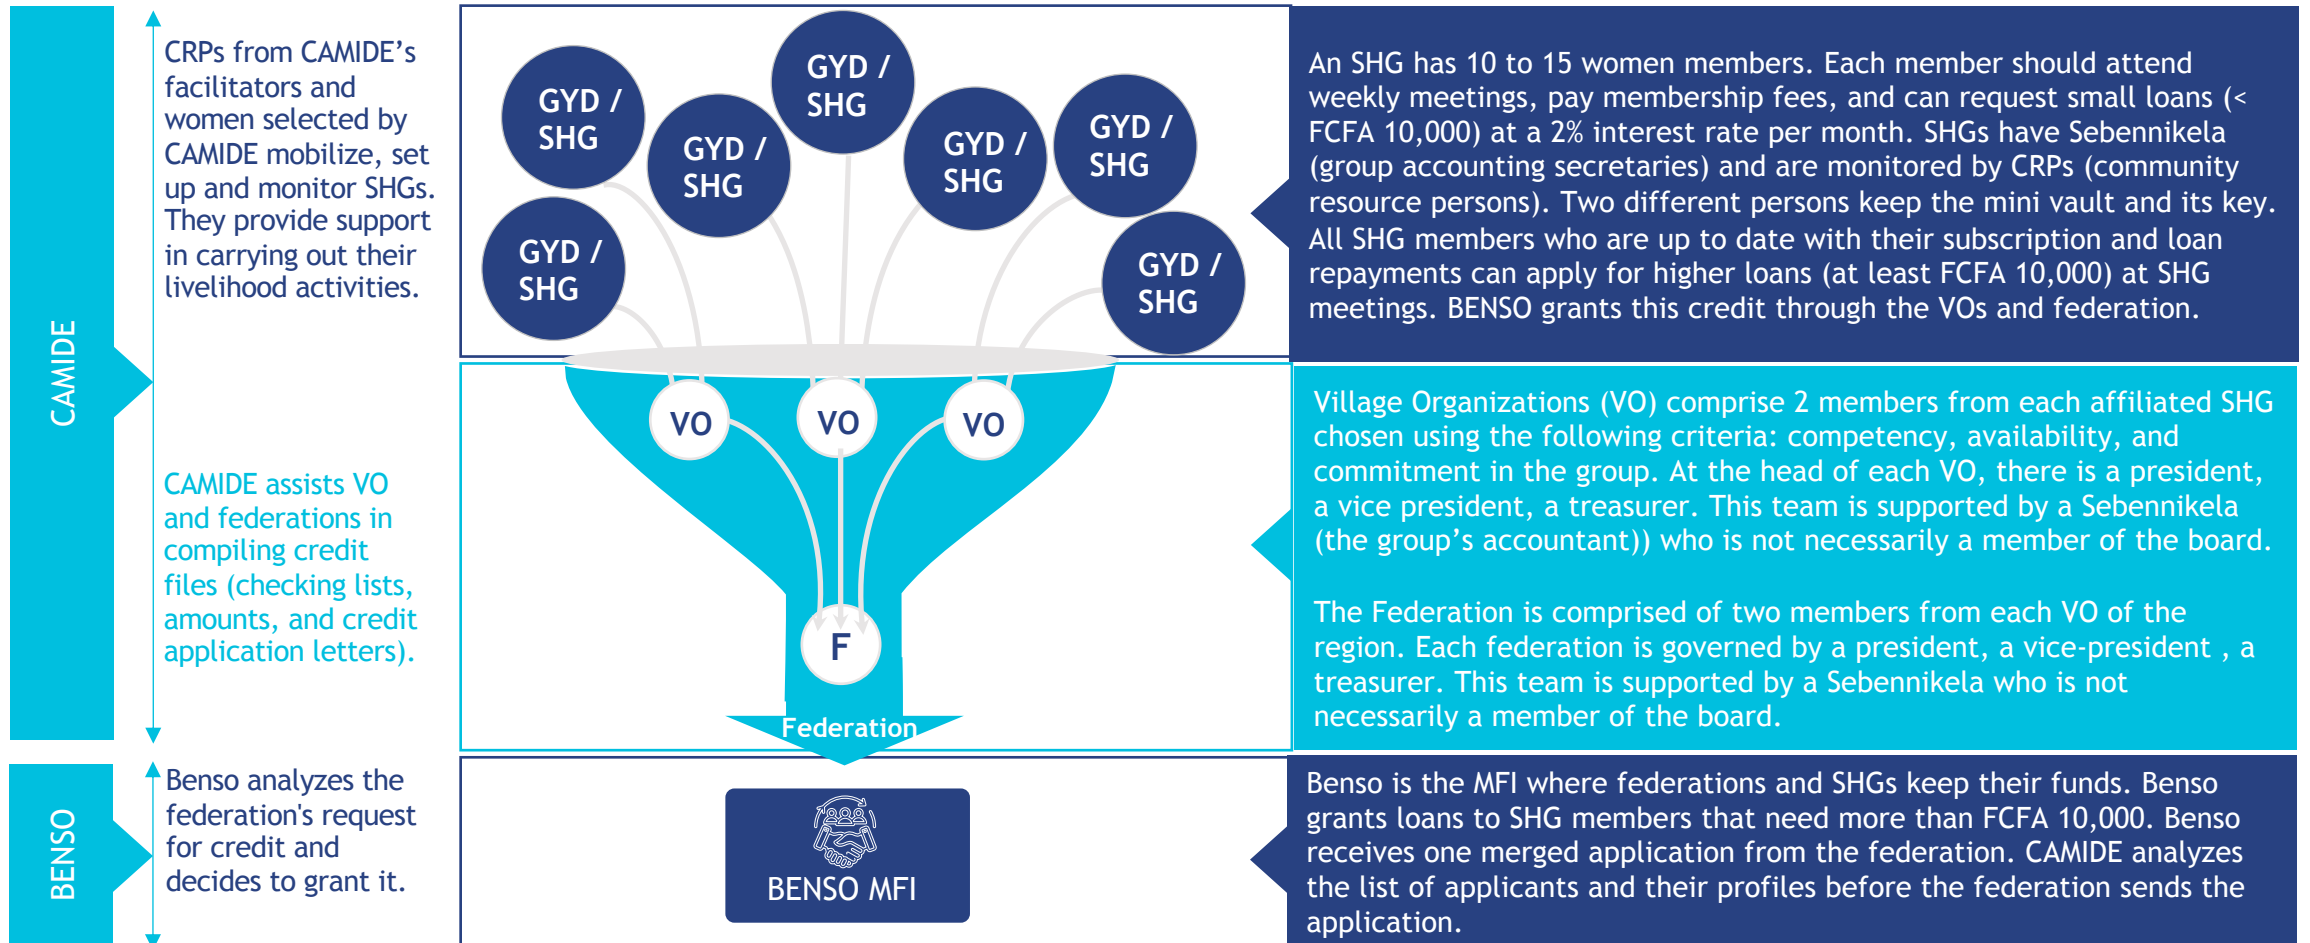 CAMIDE
CRPs from CAMIDE’s
facilitators and
women selected by
CAMIDE mobilize, set
up and monitor SHGs.
They provide support
in carrying out their
livelihood activities.
GYD /
SHG
GYD /
SHG
GYD /
SHG
GYD /
SHG
GYD /
SHG
GYD /
SHG
GYD /
SHG
An SHG has 10 to 15 women members. Each member should attend
weekly meetings, pay membership fees, and can request small loans (<
FCFA 10,000) at a 2% interest rate per month. SHGs have Sebennikela
(group accounting secretaries) and are monitored by CRPs (community
resource persons). Two different persons keep the mini vault and its key.
All SHG members who are up to date with their subscription and loan
repayments can apply for higher loans (at least FCFA 10,000) at SHG
meetings. BENSO grants this credit through the VOs and federation.
CAMIDE assists VO
and federations in
compiling credit
files (checking lists,
amounts, and credit
application letters).
VO
VO
VO
F
Federation
Village Organizations (VO) comprise 2 members from each affiliated SHG
chosen using the following criteria: competency, availability, and
commitment in the group. At the head of each VO, there is a president,
a vice president, a treasurer. This team is supported by a Sebennikela
(the group’s accountant)) who is not necessarily a member of the board.
The Federation is comprised of two members from each VO of the
region. Each federation is governed by a president, a vice-president , a
treasurer. This team is supported by a Sebennikela who is not
necessarily a member of the board.
BENSO
Benso analyzes the
federation's request
for credit and
decides to grant it.
BENSO MFI
Benso is the MFI where federations and SHGs keep their funds. Benso
grants loans to SHG members that need more than FCFA 10,000. Benso
receives one merged application from the federation. CAMIDE analyzes
the list of applicants and their profiles before the federation sends the
application.